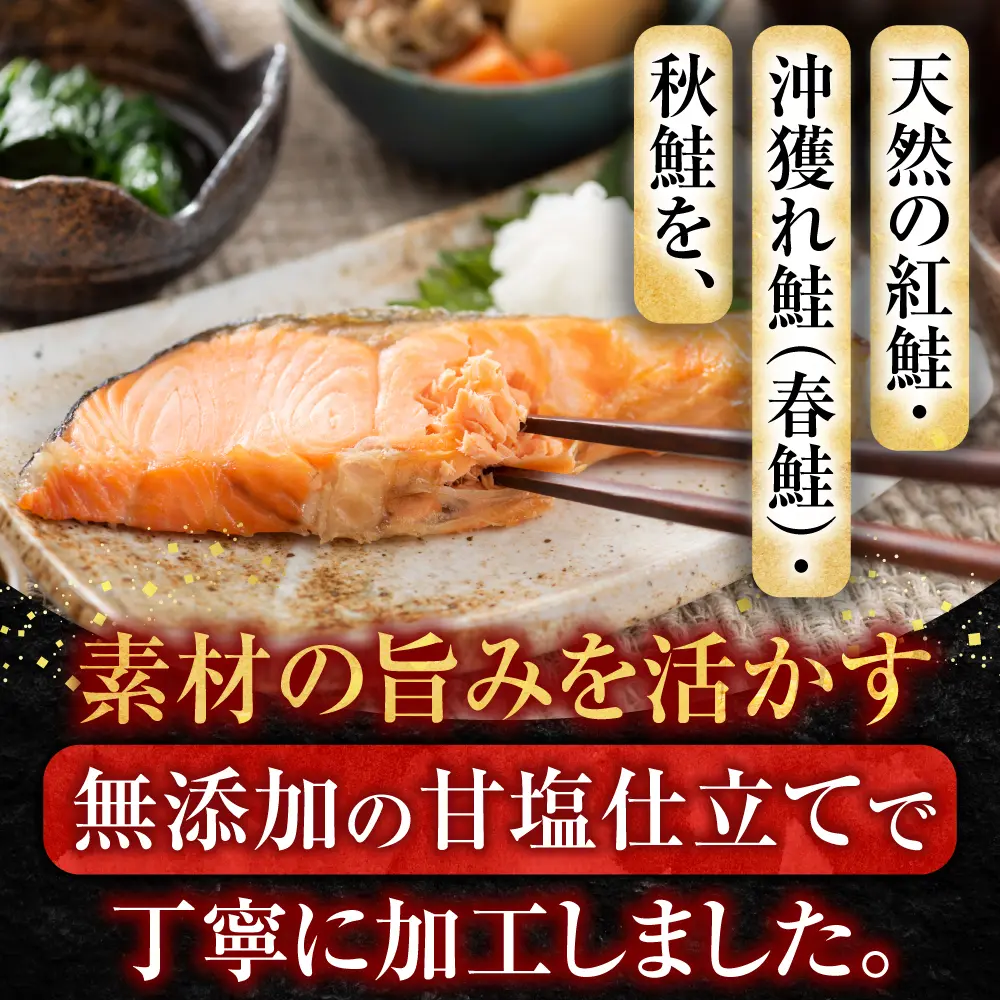 天然の紅鮭・
沖獲れ鮭(春鮭)・
秋鮭を、
素材の旨みを活かす
無添加の甘塩仕立てで
丁寧に加工しました。